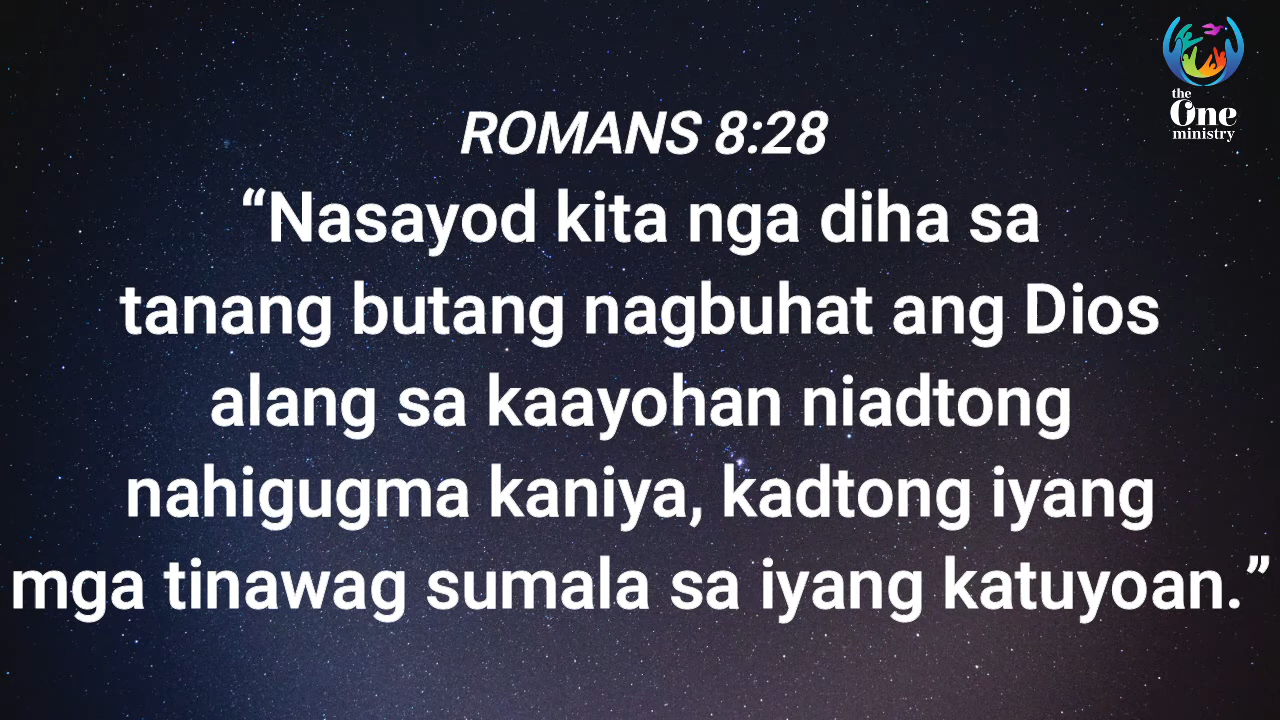 the
One
ministry
ROMANS 8:28
“Nasayod kita nga diha sa
tanang butang nagbuhat ang Dios
alang sa kaayohan niadtong
nahigugma kaniya, kadtong iyang
mga tinawag sumala sa iyang katuyoan.”